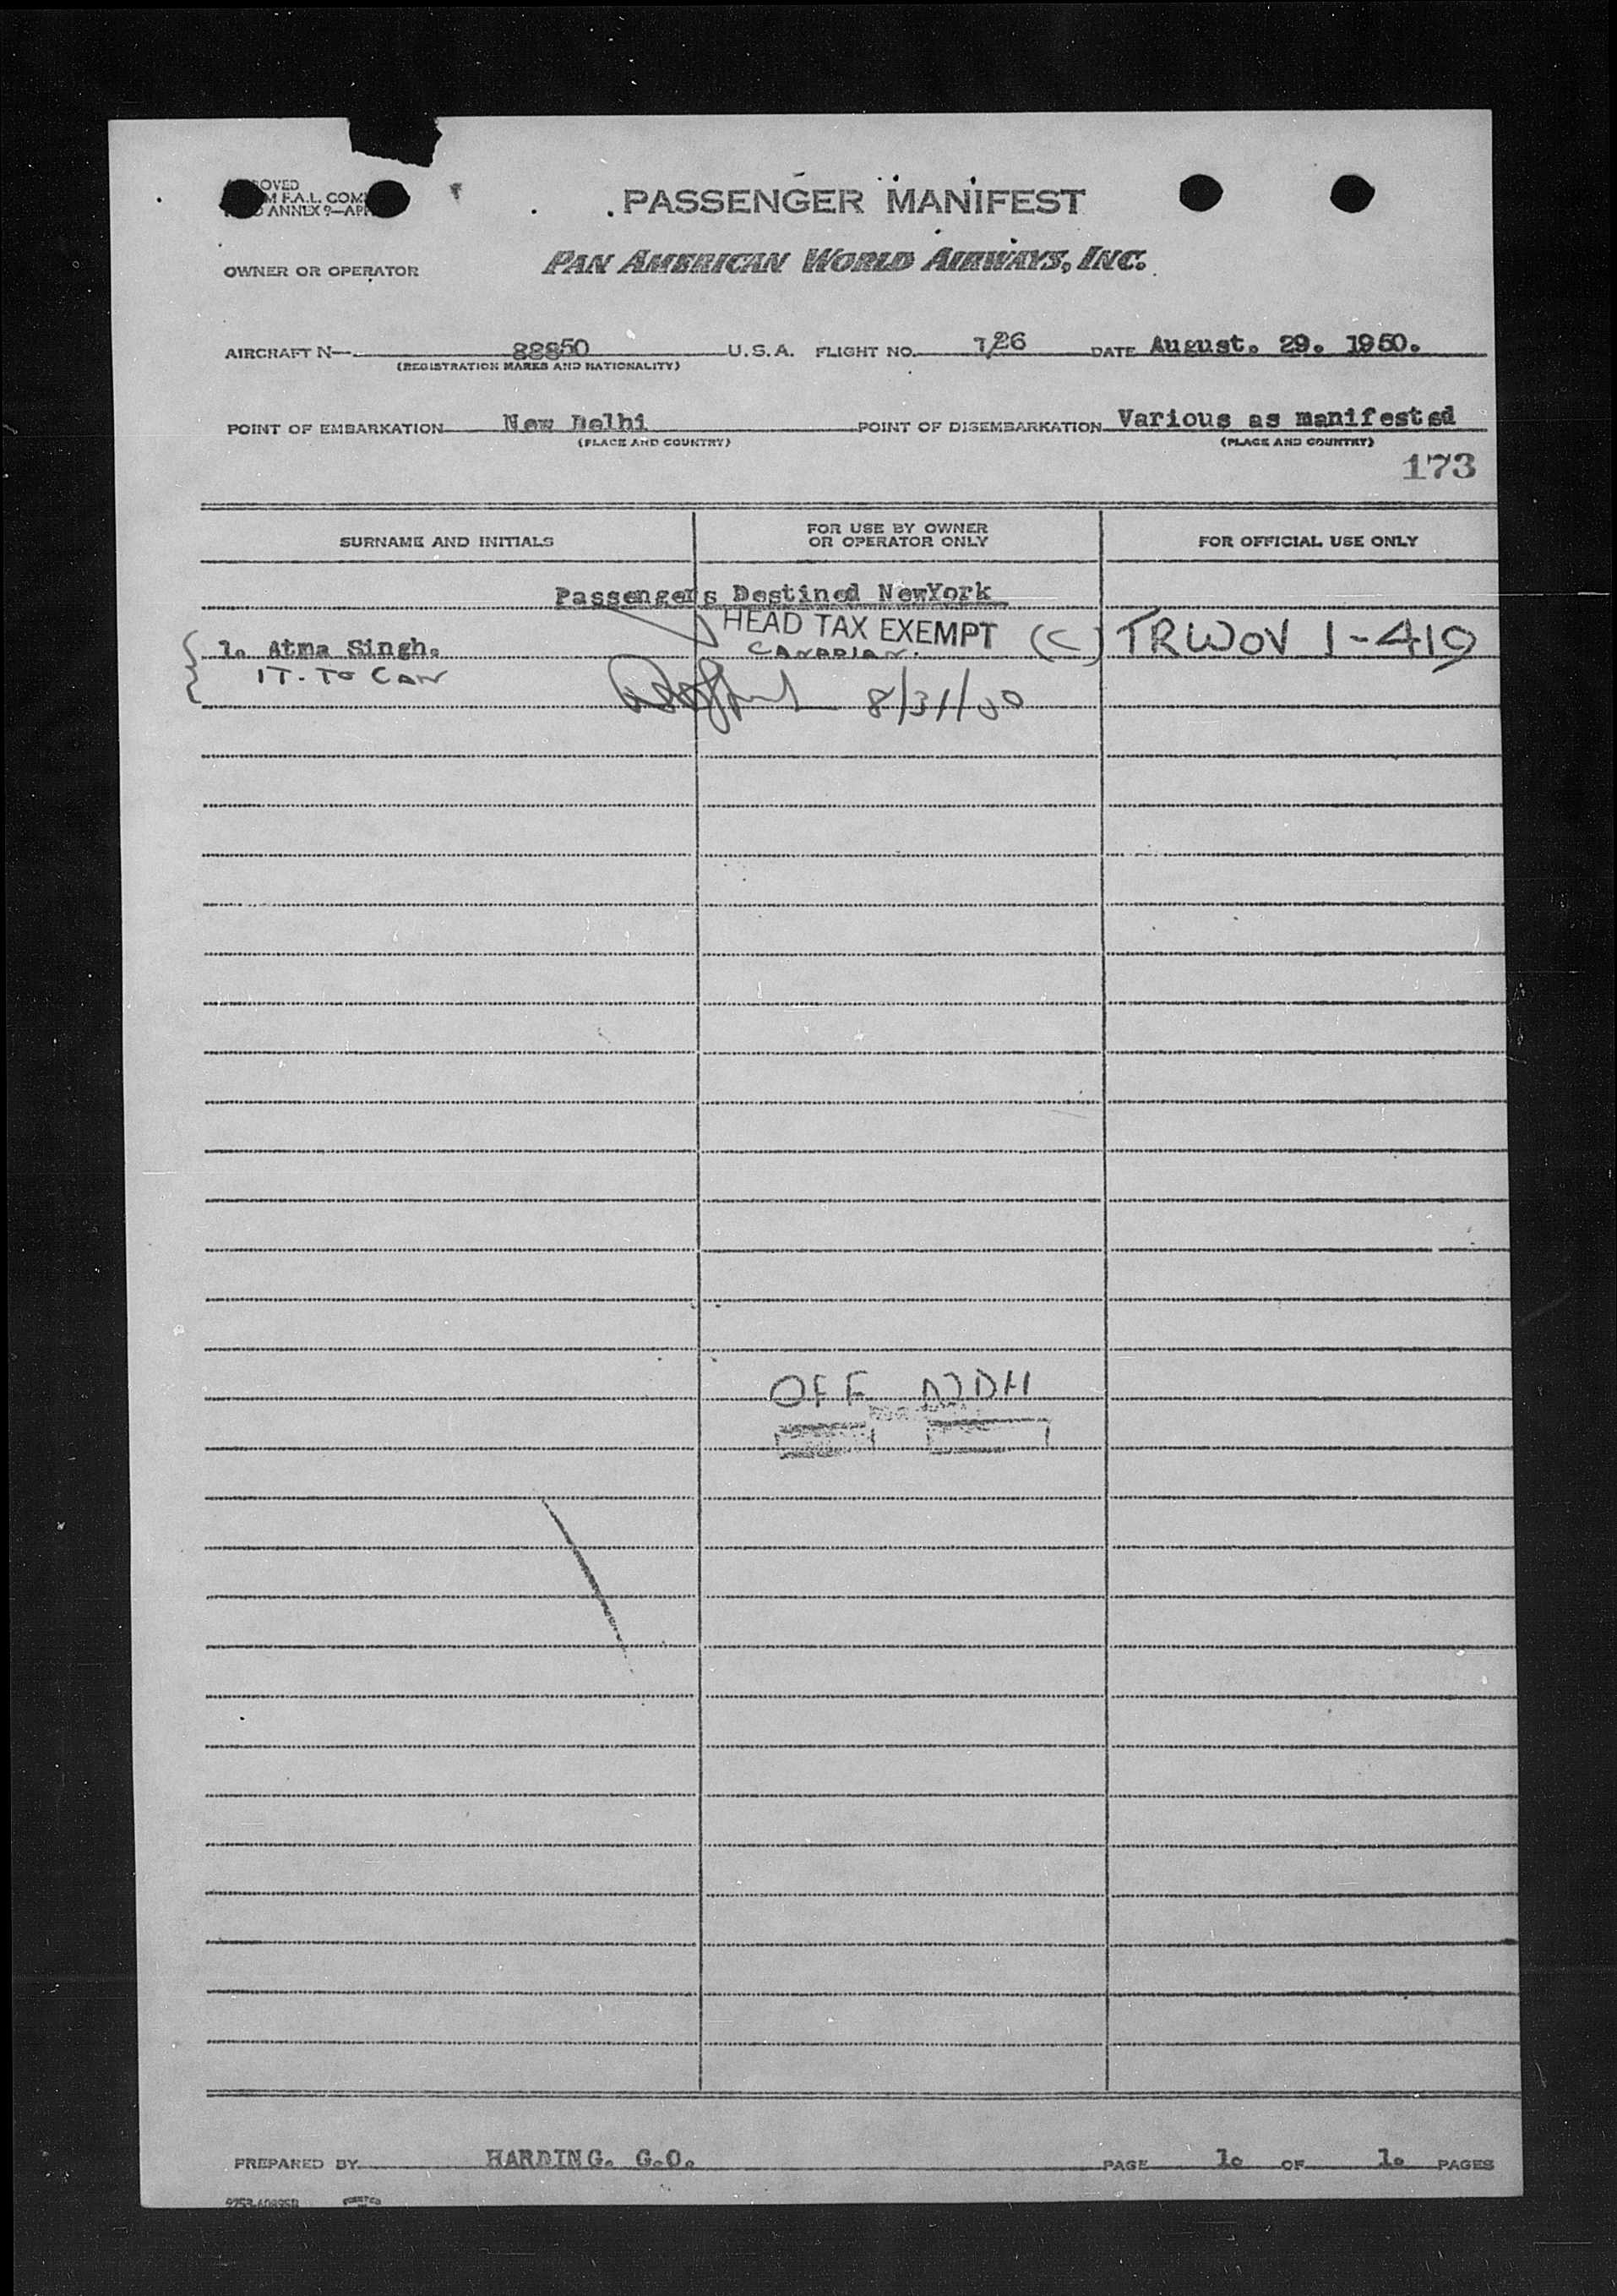 PASSENGER MANIFEST
OWNER OR OPERATOR PAN AMERICAN WORLD AIRWAYS, INC.
AIRCRAFT N— 88850 U.S.A. FLIGHT NO. 1/26 DATE August. 29. 1950.
(REGISTRATION MARKS AND NATIONALITY)
POINT OF EMBARKATION New Delhi POINT OF DISEMBARKATION Various as manifested
(PLACE AND COUNTRY) (PLACE AND COUNTRY)
173
SURNAME AND INITIALS FOR USE BY OWNER OR OPERATOR ONLY FOR OFFICIAL USE ONLY
Passengers Destined NewYork
HEAD TAX EXEMPT (C) TRWOV 1-419
1. Atma Singh. CANADIAN.
IT. TO CAN
8/31/50
OFF NDH
PREPARED BY HARDING. G.O. PAGE 1. OF 1. PAGES